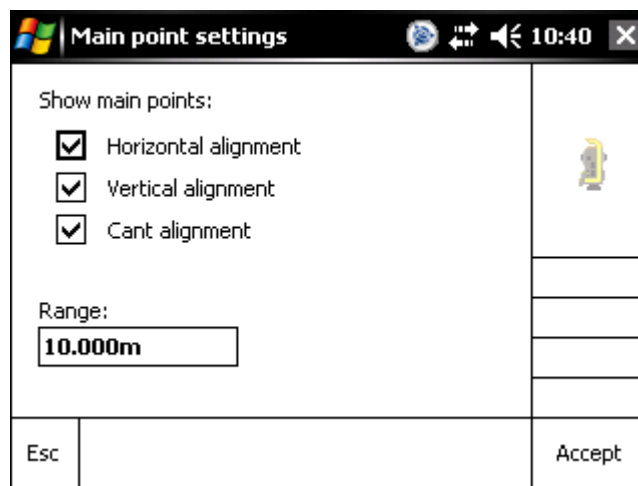 Main point settings 10:40
Show main points:
Horizontal alignment
Vertical alignment
Cant alignment
Range:
10.000m
Esc Accept